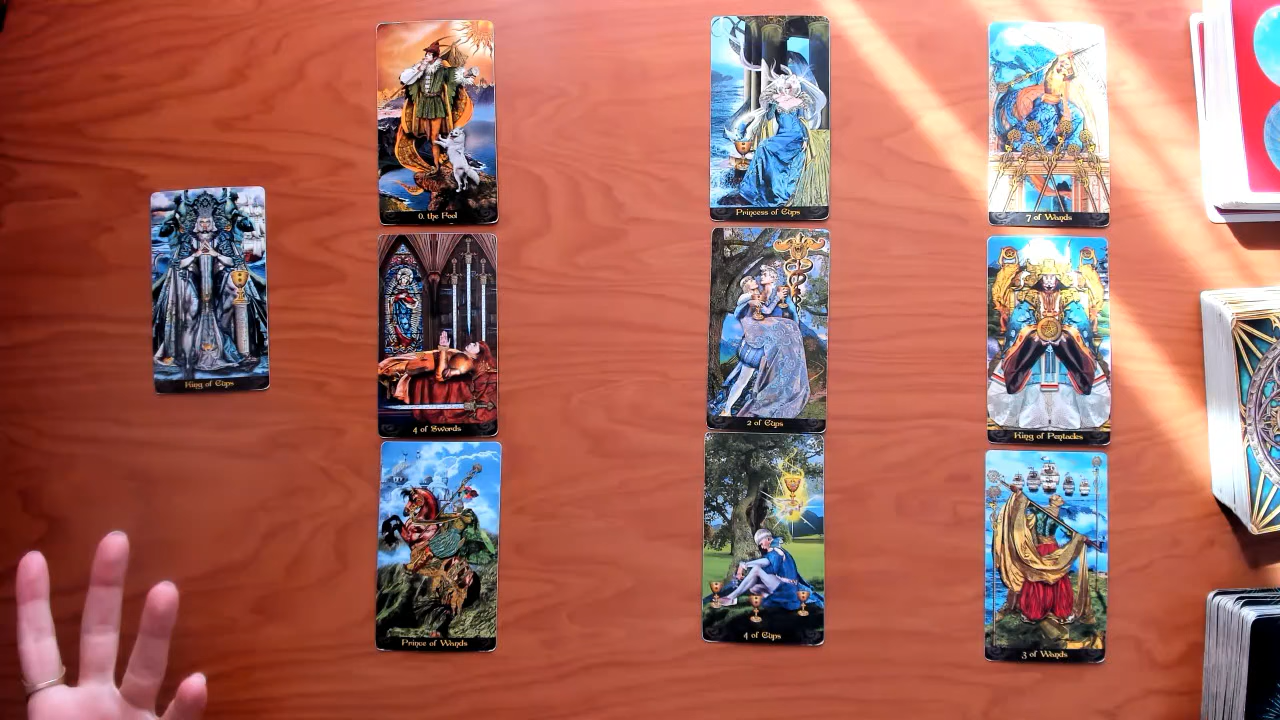 King of Cups
0. the Fool
4 of Swords
Prince of Wands
Princess of Cups
2 of Cups
4 of Cups
7 of Wands
King of Pentacles
3 of Wands